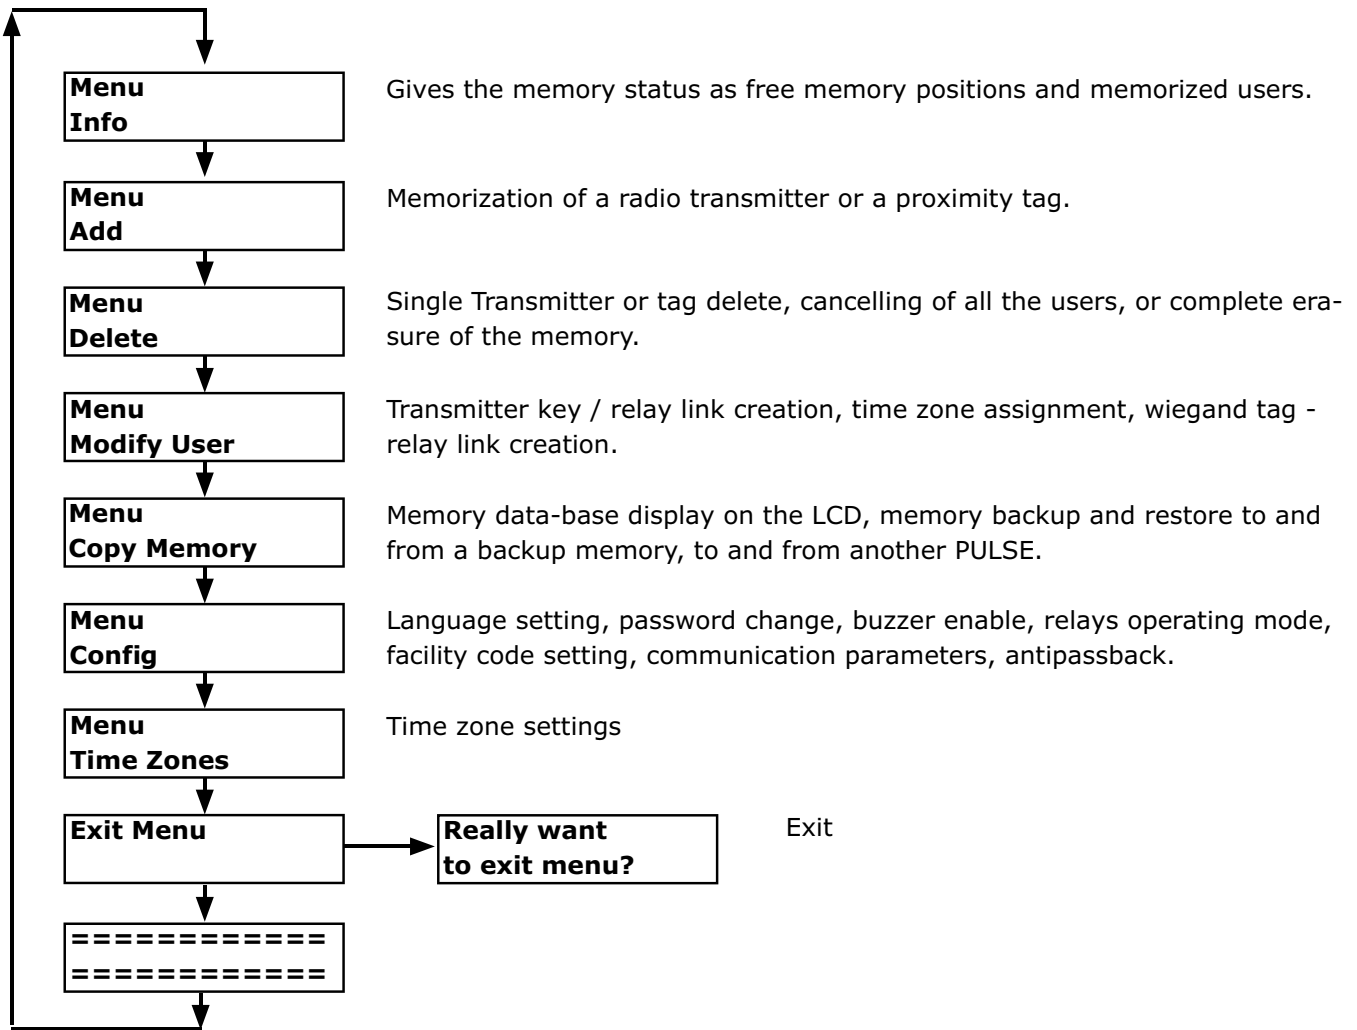 Menu
Info
Gives the memory status as free memory positions and memorized users.
Menu
Add
Memorization of a radio transmitter or a proximity tag.
Menu
Delete
Single Transmitter or tag delete, cancelling of all the users, or complete era-
sure of the memory.
Menu
Modify User
Transmitter key / relay link creation, time zone assignment, wiegand tag -
relay link creation.
Menu
Copy Memory
Memory data-base display on the LCD, memory backup and restore to and
from a backup memory, to and from another PULSE.
Menu
Config
Language setting, password change, buzzer enable, relays operating mode,
facility code setting, communication parameters, antipassback.
Menu
Time Zones
Time zone settings
Exit Menu
Really want
to exit menu?
Exit
============
============